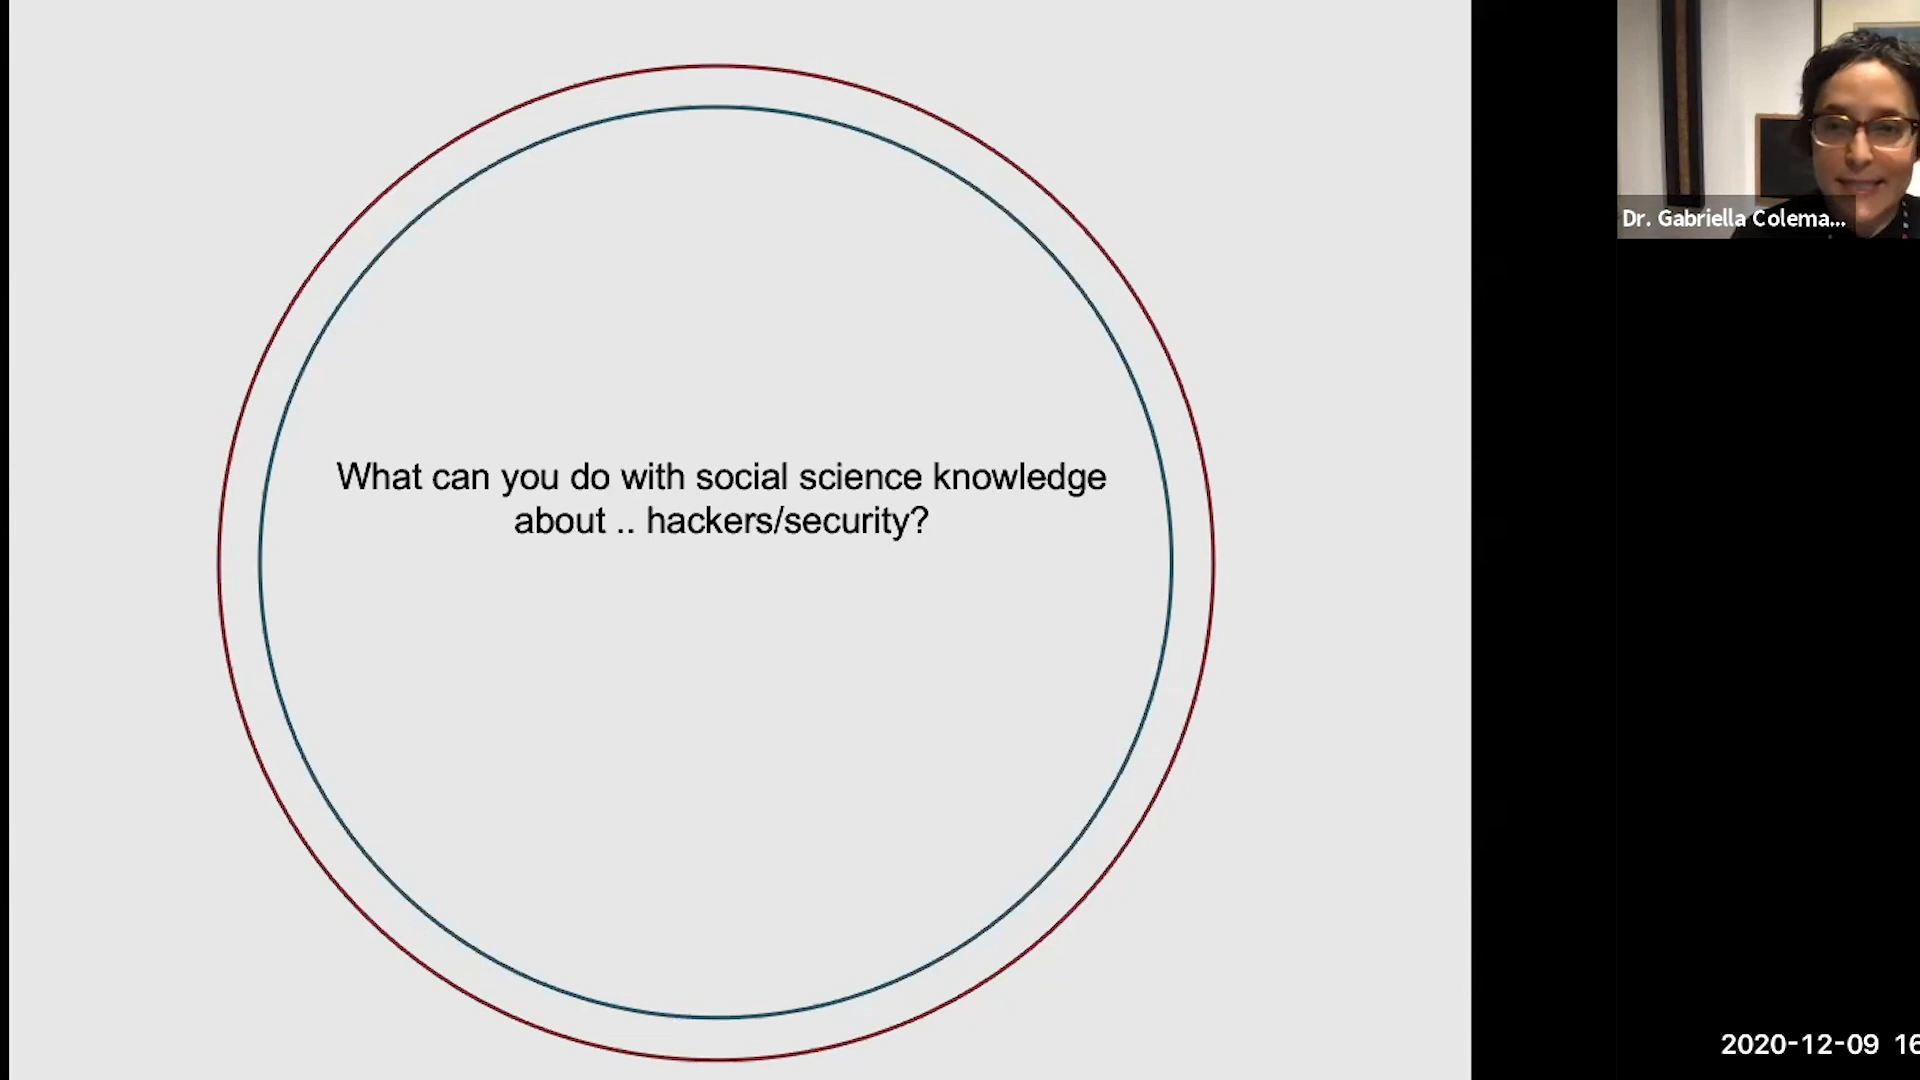 What can you do with social science knowledge
about .. hackers/security?
Dr. Gabriella Colema...
2020-12-09 16